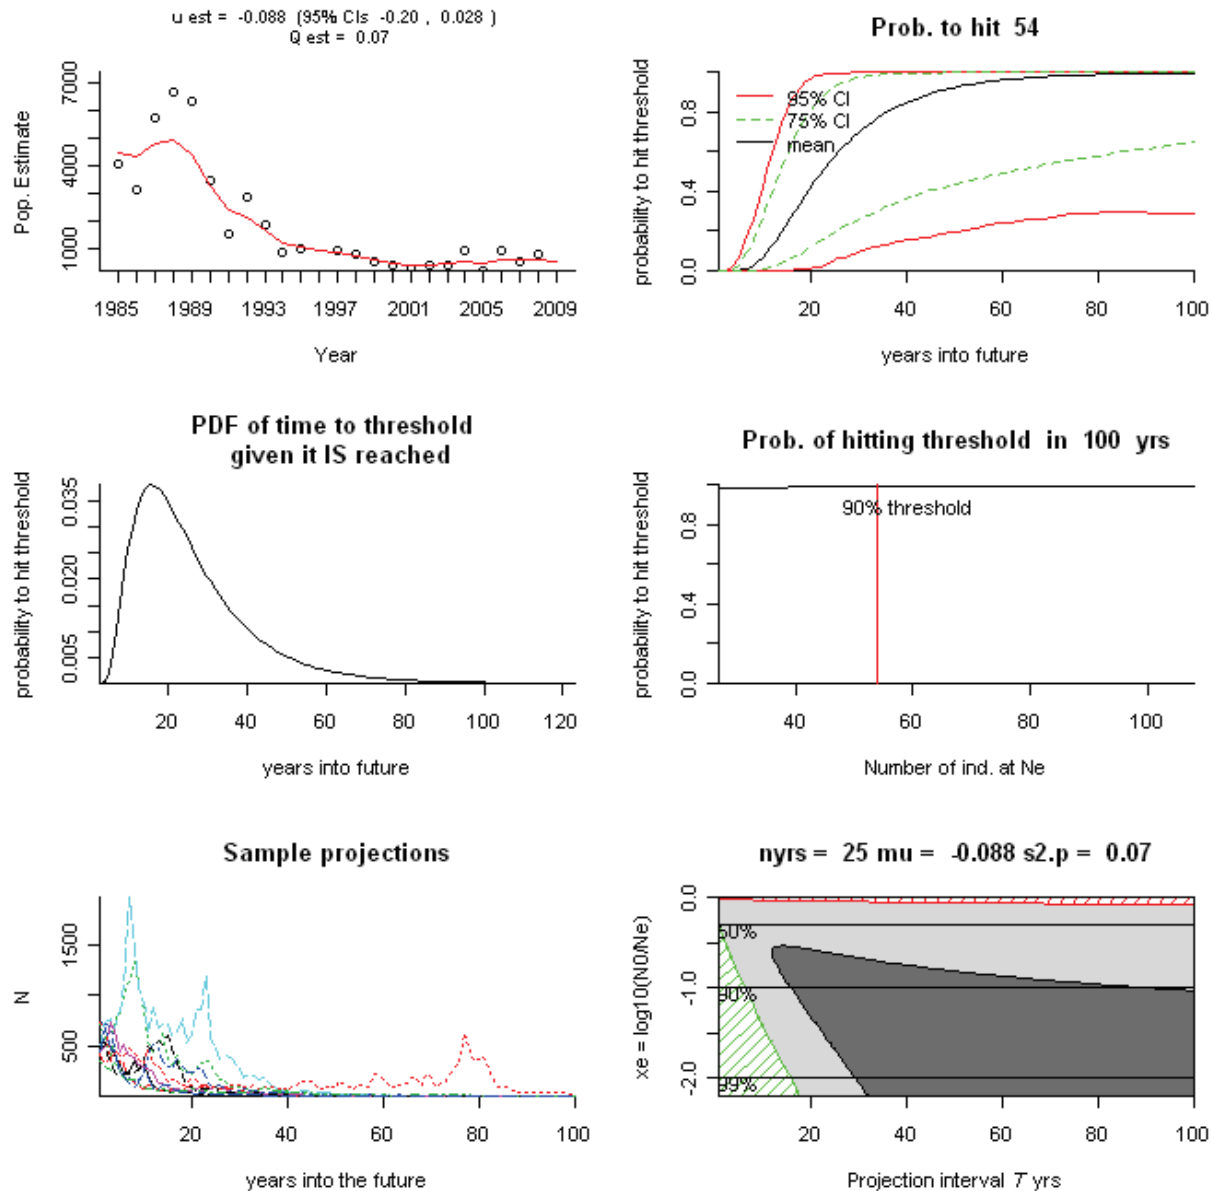 u est = -0.088 (95% CIs -0.20 , 0.028 )
Q est = 0.07
Pop. Estimate
7000
4000
1000
1985
1989
1993
1997
2001
2005
2009
Year
Prob. to hit 54
probability to hit threshold
0.8
0.4
0.0
95% CI
75% CI
mean
20
40
60
80
100
years into future
PDF of time to threshold
given it IS reached
probability to hit threshold
0.035
0.020
0.005
20
40
60
80
100
120
years into future
Prob. of hitting threshold in 100 yrs
probability to hit threshold
0.8
0.4
0.0
90% threshold
40
60
80
100
Number of ind. at Ne
Sample projections
N
1500
500
20
40
60
80
100
years into the future
nyrs = 25 mu = -0.088 s2.p = 0.07
xe = log10(N0/Ne)
0.0
-1.0
-2.0
50%
90%
99%
20
40
60
80
100
Projection interval T yrs